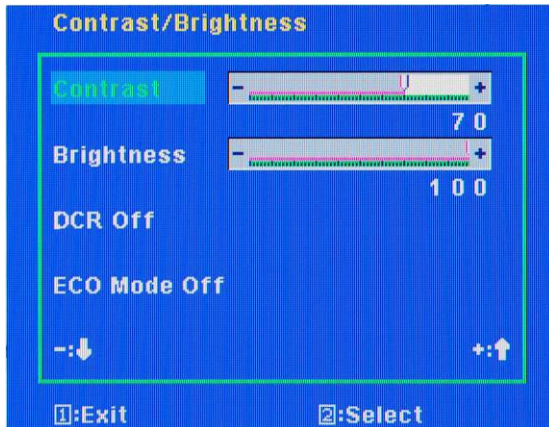 Contrast/Brightness
Contrast - +
70
Brightness - +
100
DCR Off
ECO Mode Off
-:⬇ +:⬆
1:Exit 2:Select